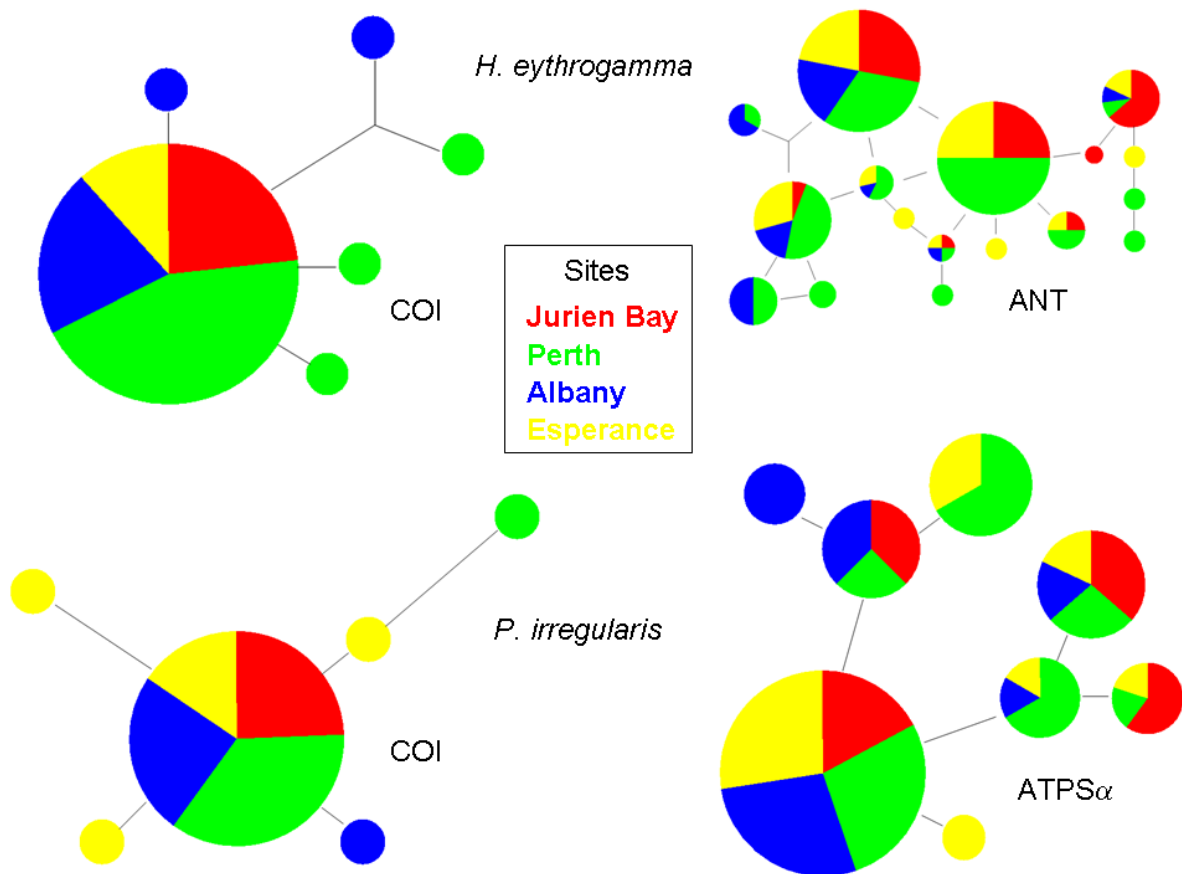 H. eythrogamma
COI
ANT
Sites
Jurien Bay
Perth
Albany
Esperance
P. irregularis
COI
ATPSα